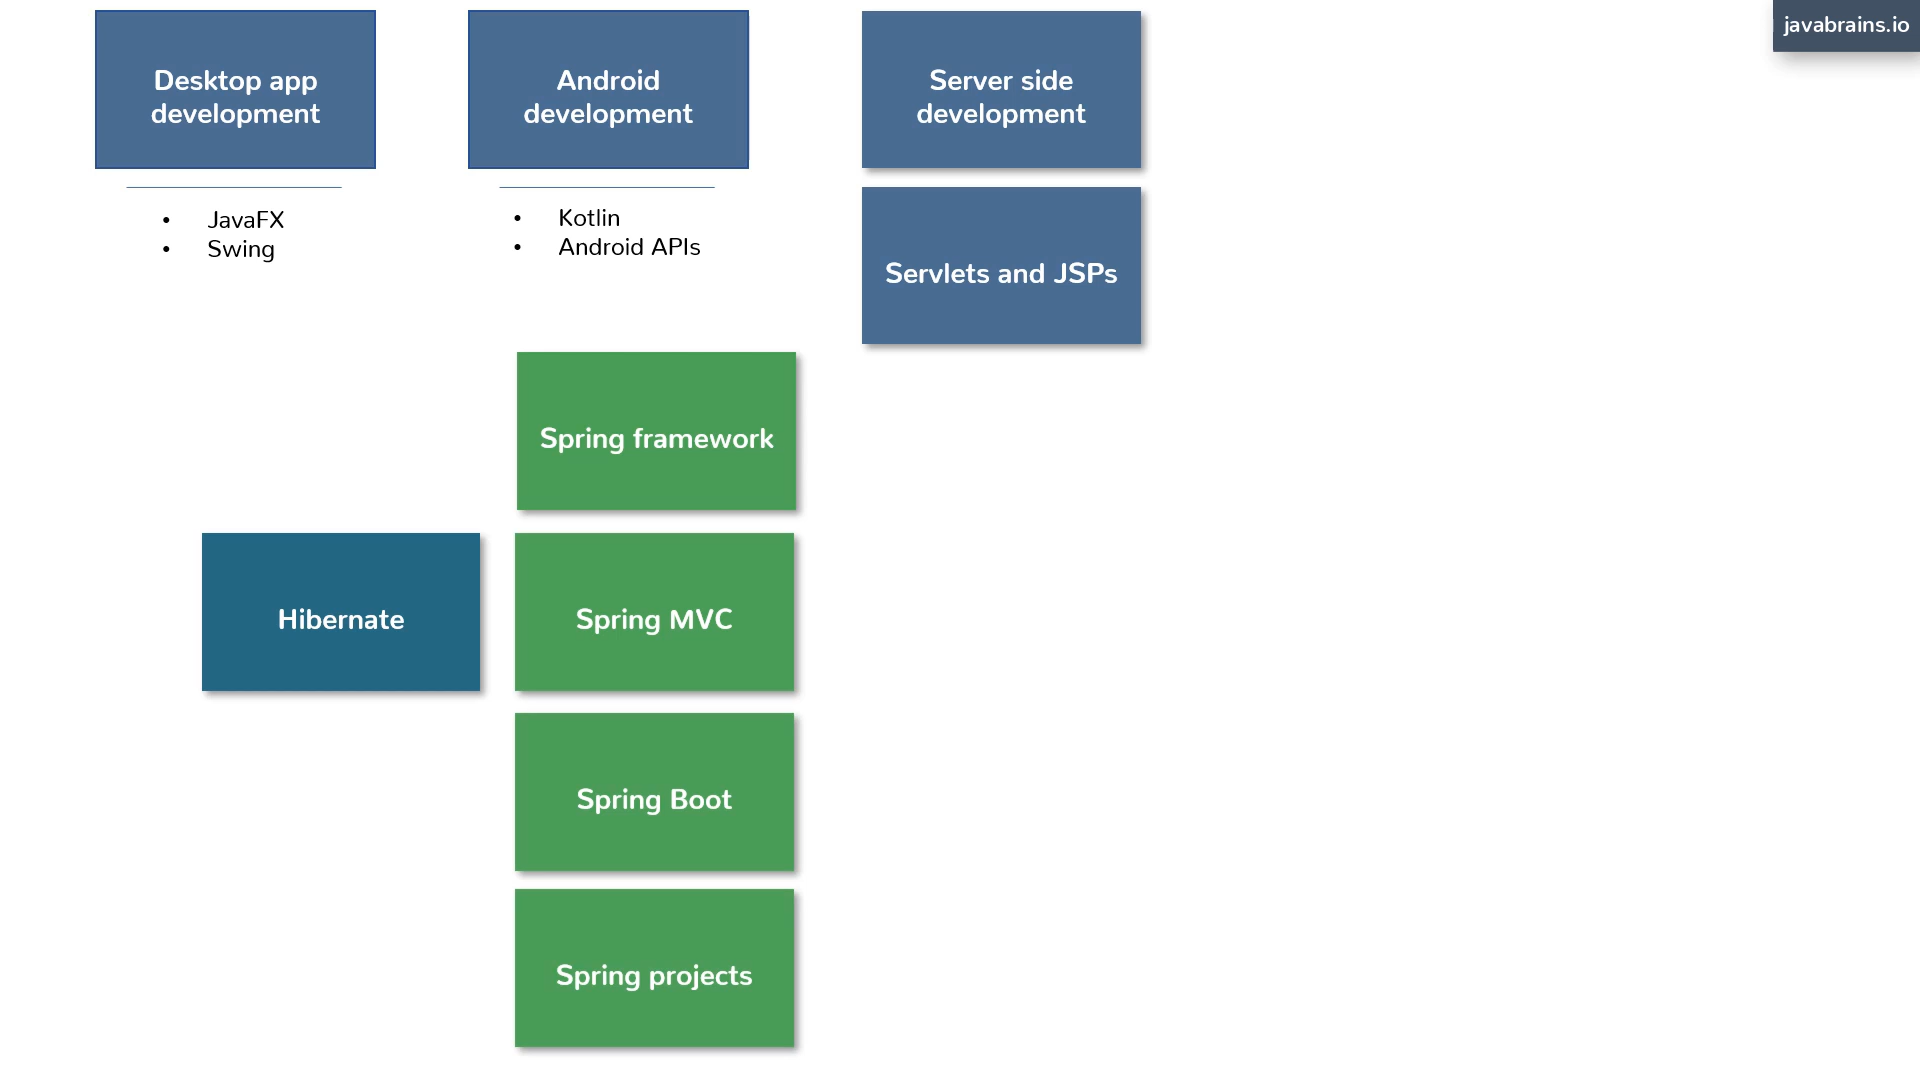 javabrains.io
Desktop app
development
• JavaFX
• Swing
Android
development
• Kotlin
• Android APIs
Server side
development
Servlets and JSPs
Spring framework
Hibernate
Spring MVC
Spring Boot
Spring projects